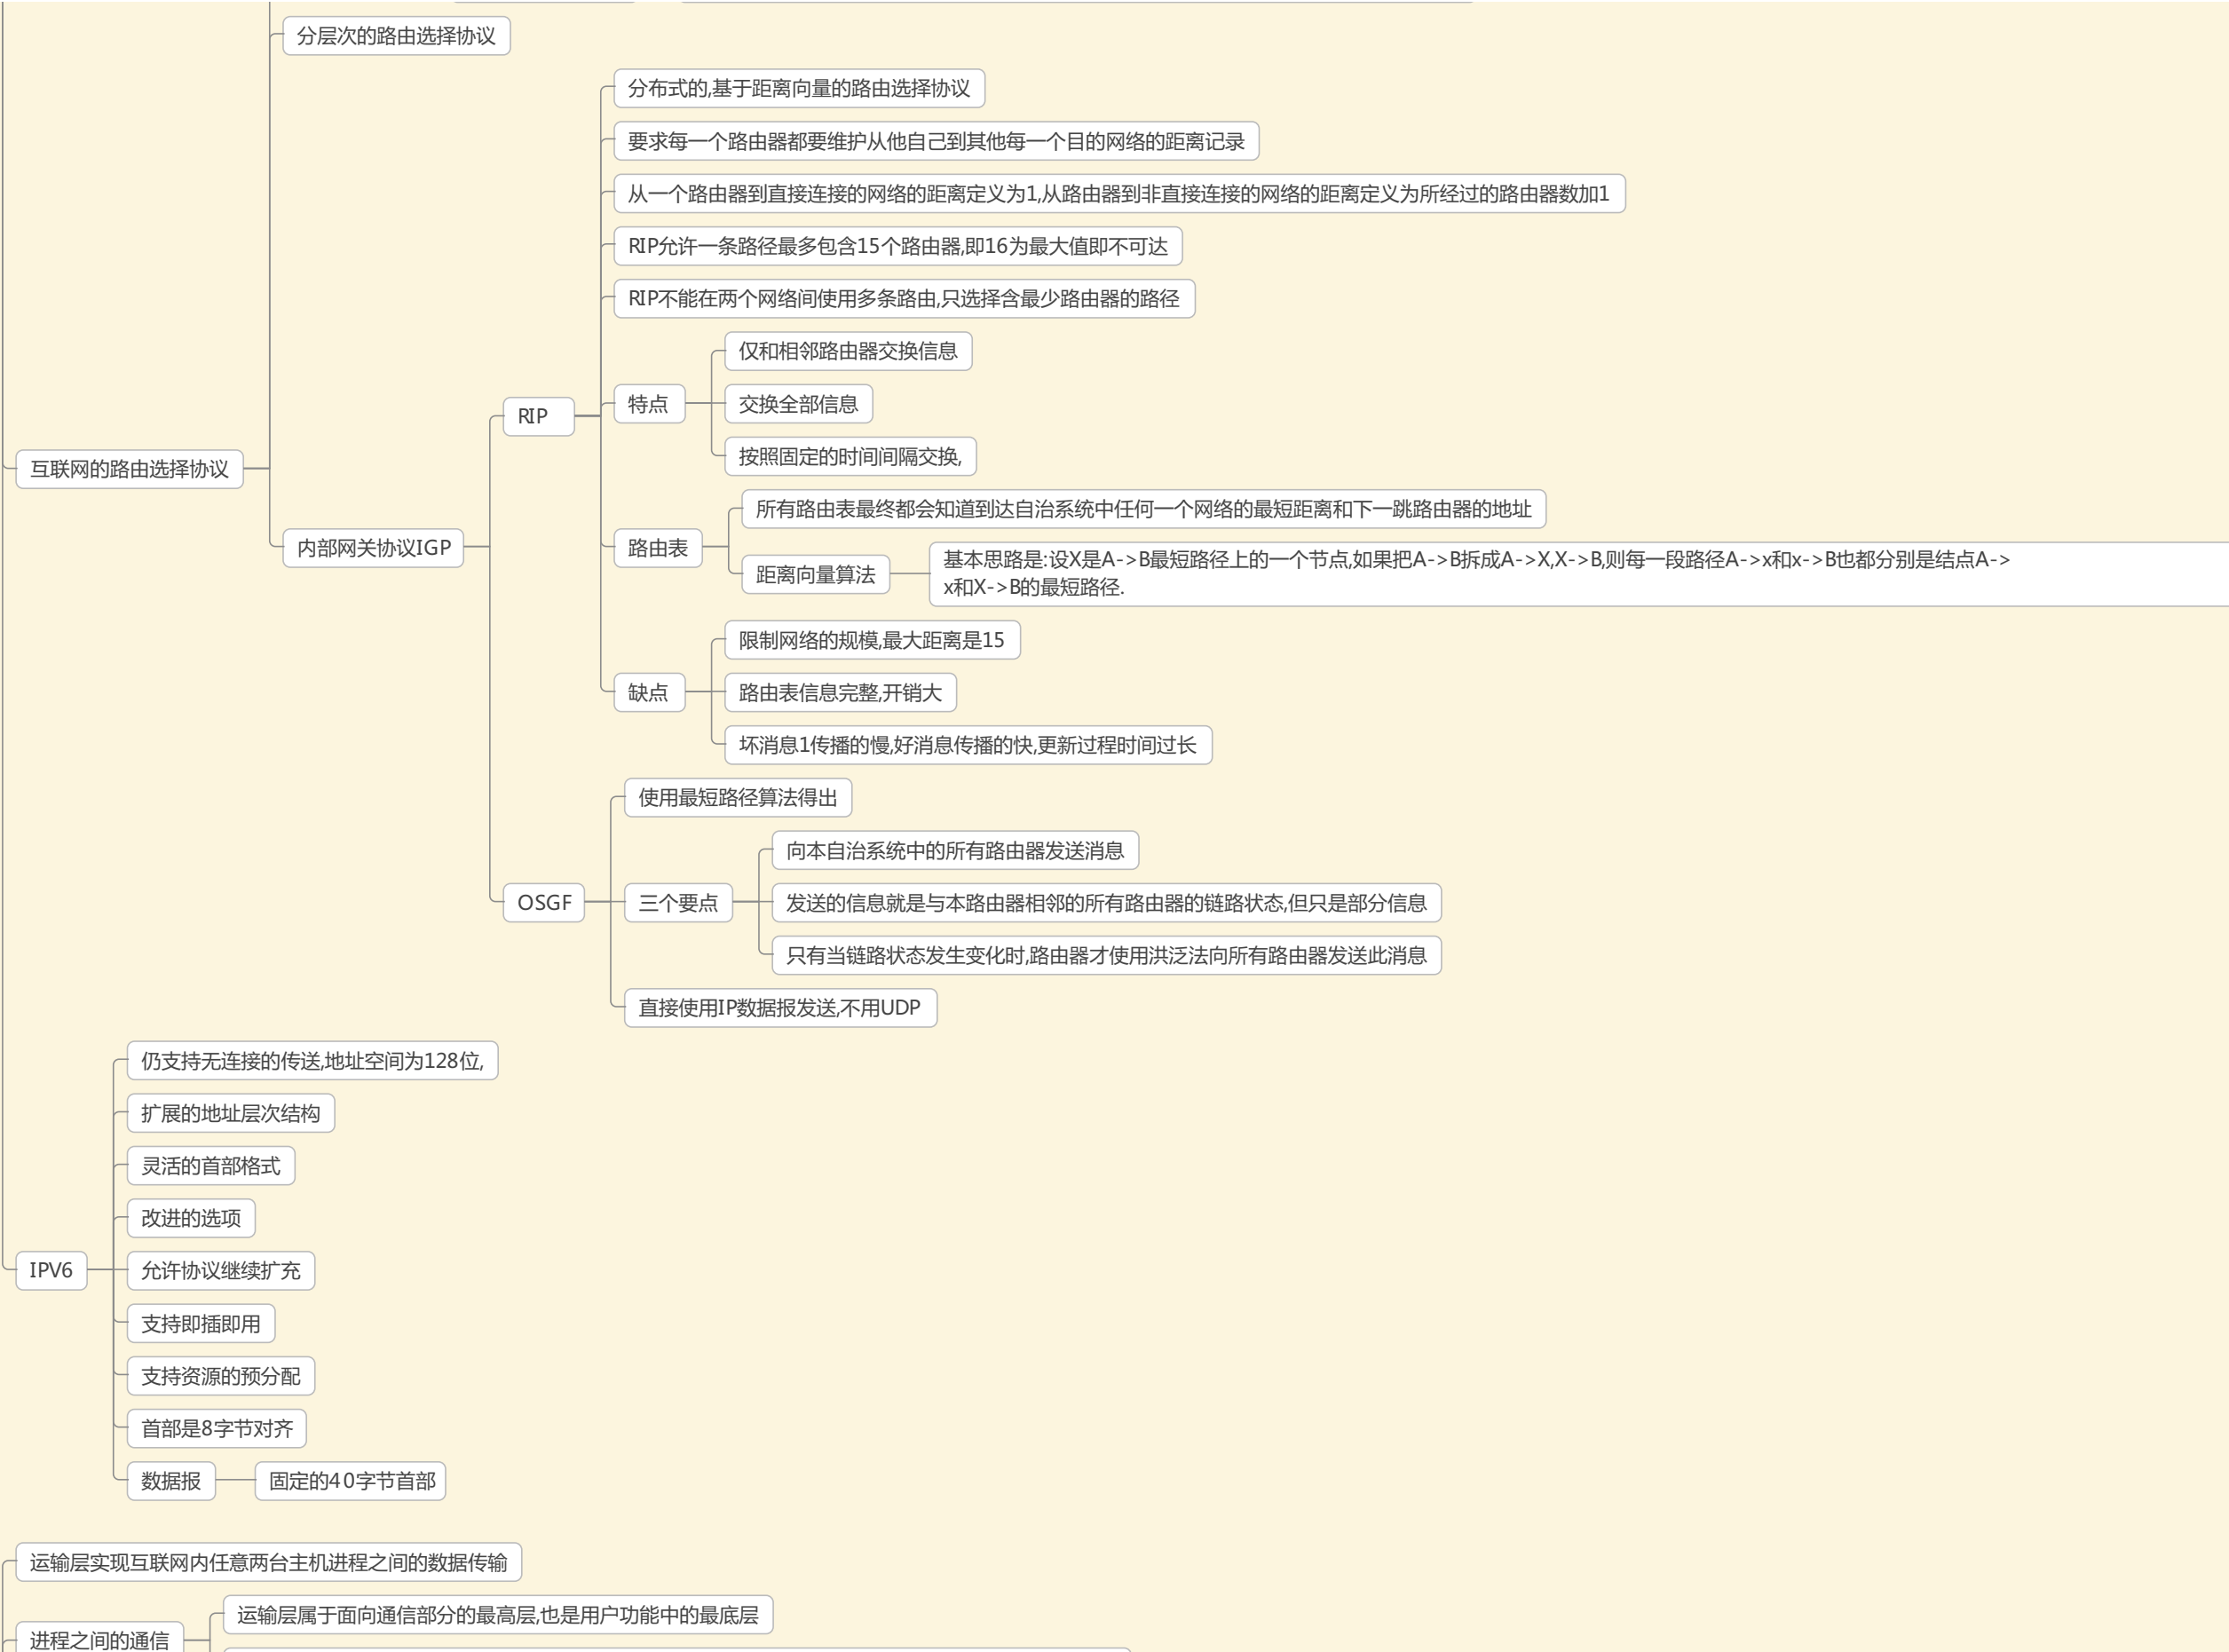 分层次的路由选择协议
分布式的,基于距离向量的路由选择协议
要求每一个路由器都要维护从他自己到其他每一个目的网络的距离记录
从一个路由器到直接连接的网络的距离定义为1,从路由器到非直接连接的网络的距离定义为所经过的路由器数加1
RIP允许一条路径最多包含15个路由器,即16为最大值即不可达
RIP不能在两个网络间使用多条路由,只选择含最少路由器的路径
仅和相邻路由器交换信息
RIP
特点
交换全部信息
按照固定的时间间隔交换,
互联网的路由选择协议
所有路由表最终都会知道到达自治系统中任何一个网络的最短距离和下一跳路由器的地址
内部网关协议IGP
路由表
距离向量算法
基本思路是:设X是A->B最短路径上的一个节点,如果把A->B拆成A->X,X->B,则每一段路径A->x和x->B也都分别是结点A->
x和X->B的最短路径.
限制网络的规模,最大距离是15
缺点
路由表信息完整,开销大
坏消息1传播的慢,好消息传播的快,更新过程时间过长
使用最短路径算法得出
向本自治系统中的所有路由器发送消息
OSGF
三个要点
发送的信息就是与本路由器相邻的所有路由器的链路状态,但只是部分信息
只有当链路状态发生变化时,路由器才使用洪泛法向所有路由器发送此消息
直接使用IP数据报发送,不用UDP
仍支持无连接的传送,地址空间为128位,
扩展的地址层次结构
灵活的首部格式
改进的选项
IPV6
允许协议继续扩充
支持即插即用
支持资源的预分配
首部是8字节对齐
数据报
固定的40字节首部
运输层实现互联网内任意两台主机进程之间的数据传输
运输层属于面向通信部分的最高层,也是用户功能中的最底层
进程之间的通信